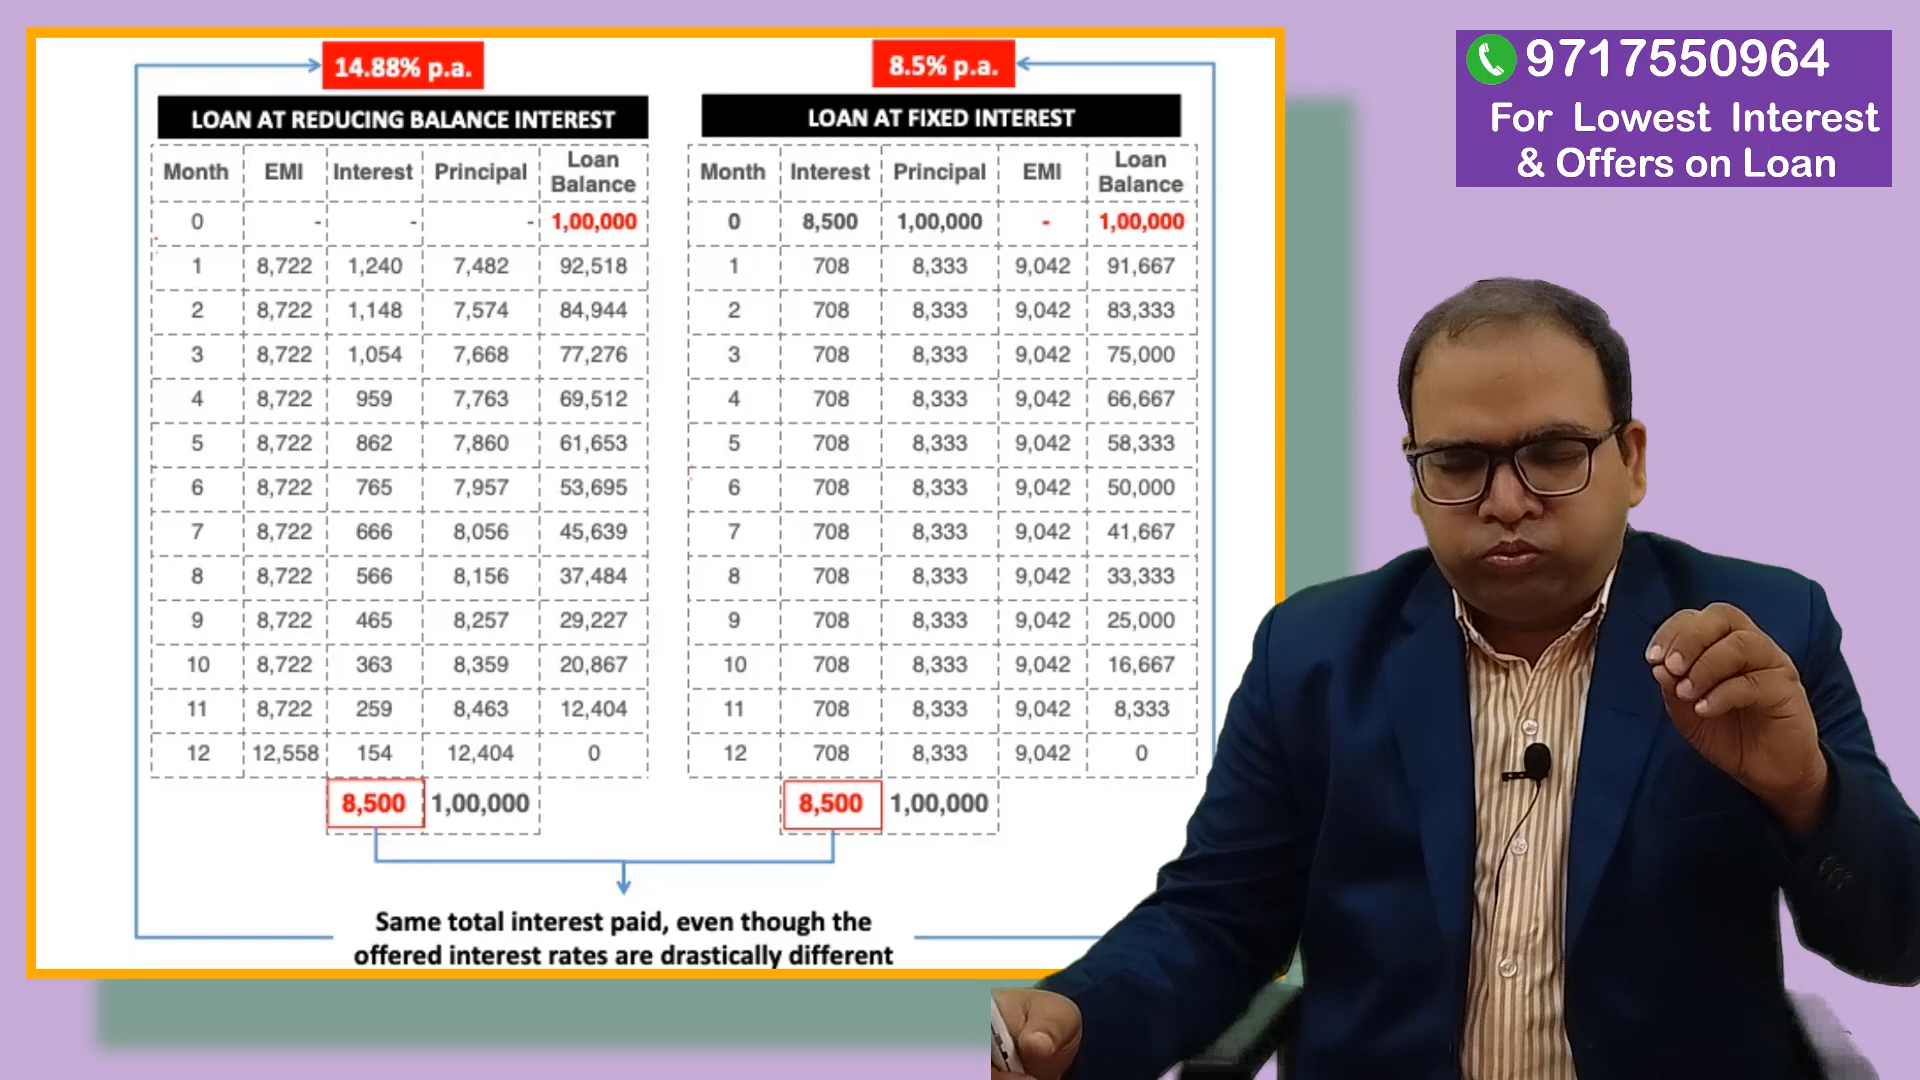 14.88% p.a.
LOAN AT REDUCING BALANCE INTEREST
Month EMI Interest Principal Loan Balance
0 - - - 1,00,000
1 8,722 1,240 7,482 92,518
2 8,722 1,148 7,574 84,944
3 8,722 1,054 7,668 77,276
4 8,722 959 7,763 69,512
5 8,722 862 7,860 61,653
6 8,722 765 7,957 53,695
7 8,722 666 8,056 45,639
8 8,722 566 8,156 37,484
9 8,722 465 8,257 29,227
10 8,722 363 8,359 20,867
11 8,722 259 8,463 12,404
12 12,558 154 12,404 0
8,500 1,00,000
8.5% p.a.
LOAN AT FIXED INTEREST
Month Interest Principal EMI Loan Balance
0 8,500 1,00,000 - 1,00,000
1 708 8,333 9,042 91,667
2 708 8,333 9,042 83,333
3 708 8,333 9,042 75,000
4 708 8,333 9,042 66,667
5 708 8,333 9,042 58,333
6 708 8,333 9,042 50,000
7 708 8,333 9,042 41,667
8 708 8,333 9,042 33,333
9 708 8,333 9,042 25,000
10 708 8,333 9,042 16,667
11 708 8,333 9,042 8,333
12 708 8,333 9,042 0
8,500 1,00,000
Same total interest paid, even though the
offered interest rates are drastically different
9717550964
For Lowest Interest
& Offers on Loan